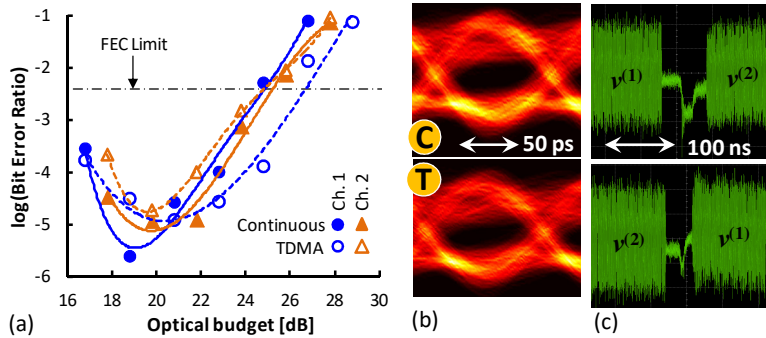 -1
-2
-3
-4
-5
-6
log(Bit Error Ratio)
FEC Limit
Ch. 1
Ch. 2
Continuous
TDMA
16 18 20 22 24 26 28 30
Optical budget [dB]
(a)
C
50 ps
T
(b)
ν(1) ν(2)
100 ns
ν(2) ν(1)
(c)